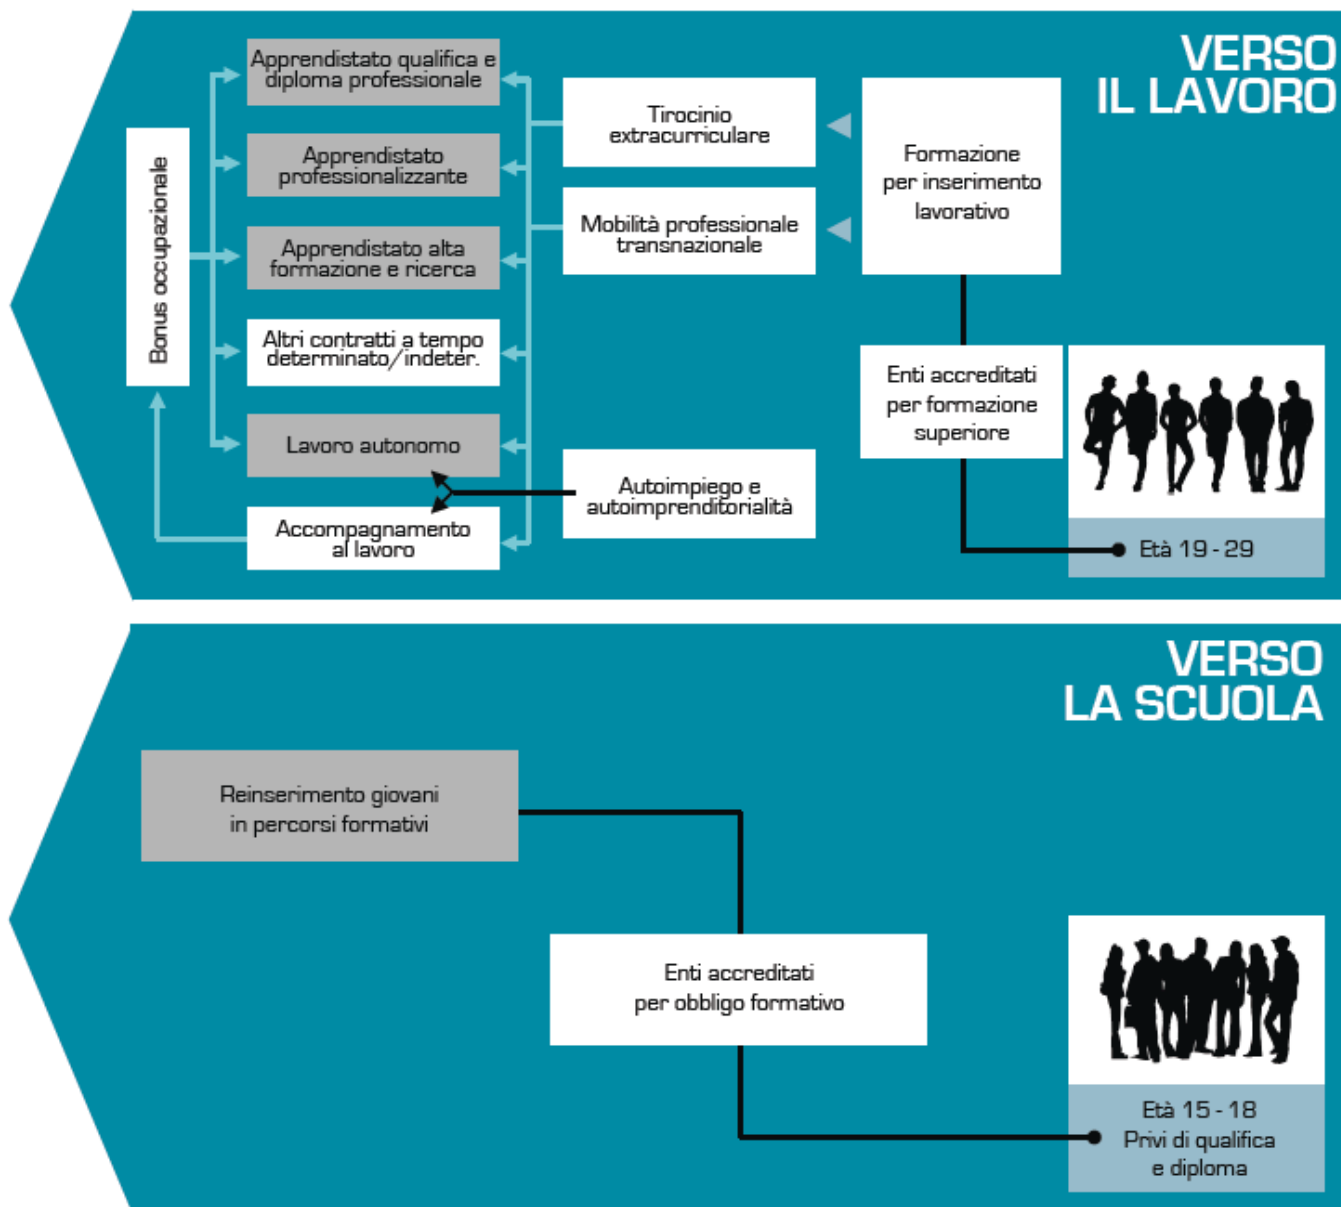 VERSO
IL LAVORO
Apprendistato qualifica e
diploma professionale
Apprendistato
professionalizzante
Apprendistato alta
formazione e ricerca
Altri contratti a tempo
determinato/indeter.
Lavoro autonomo
Accompagnamento
al lavoro
Bonus occupazionale
Tirocinio
extracurriculare
Mobilità professionale
transnazionale
Autoimpiego e
autoimprenditorialità
Formazione
per inserimento
lavorativo
Enti accreditati
per formazione
superiore
Età 19 - 29
VERSO
LA SCUOLA
Reinserimento giovani
in percorsi formativi
Enti accreditati
per obbligo formativo
Età 15 - 18
Privi di qualifica
e diploma